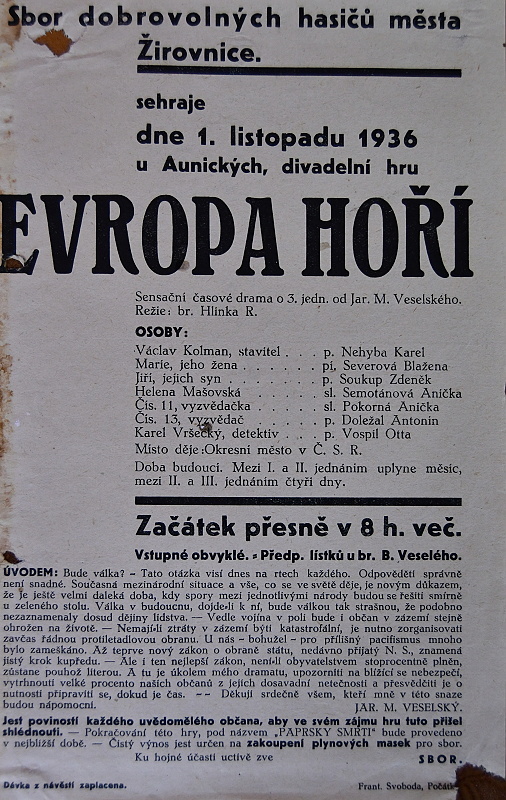 Sbor dobrovolných hasičů města
Žirovnice.
sehraje
dne 1. listopadu 1936
u Aunických, divadelní hru
EVROPA HOŘÍ
Sensační časové drama o 3. jedn. od Jar. M. Veselského.
Režie: br. Hlinka R.
OSOBY:
Václav Kolman, stavitel . . . p. Nehyba Karel
Marie, jeho žena . . . . . . pí. Severová Blažena
Jiří, jejich syn . . . . . . . p. Soukup Zdeněk
Helena Mašovská . . . . . sl. Semotánová Anička
Čís. 11, vyzvědačka . . . . . sl. Pokorná Anička
Čís. 13, vyzvědač . . . . . p. Doležal Antonin
Karel Vršecký, detektiv . . . p. Vospil Otta
Místo děje:Okresni město v Č. S. R.
Doba budoucí. Mezi I. a II. jednáním uplyne měsíc,
mezi II. a III. jednáním čtyři dny.
Začátek přesně v 8 h. več.
Vstupné obvyklé. - Předp. lístků u br. B. Veselého.
ÚVODEM: Bude válka? - Tato otázka visí dnes na rtech každého. Odpověděti správně
není snadné. Současná mezinárodní situace a vše, co se ve světě děje, je novým důkazem,
že je ještě velmi daleká doba, kdy spory mezi jednotlivými národy budou se řešiti smírně
u zeleného stolu. Válka v budoucnu, dojde-li k ní, bude válkou tak strašnou, že podobno
neznamenaly dosud dějiny lidstva. — Vedle vojína v poli bude i občan v zázemí stejně
ohrožen na životě. — Nemají-li ztráty v zázemí býti katastrofální, je nutno zorganisovati
zavčas řádnou protiletadlovou obranu. U nás - bohužel - pro přílišný pacifismus mnoho
bylo zameškáno. Až teprve nový zákon o obraně státu, nedávno přijatý N. S., znamená
jistý krok kupředu. — Ale i ten nejlepší zákon, není-li obyvatelstvem stoprocentně plněn,
zůstane pouhou literou. A tu je úkolem mého dramatu, upozorniti na blížící se nebezpečí,
vytrhnouti velké procento našich občanů z jejich dosavadní netečnosti a přesvědčiti je o
nutnosti připraviti se, dokud je čas. -- Děkuji srdečně všem, kteří mně v této snaze
budou nápomocni. JAR. M. VESELSKÝ.
Jest povinností každého uvědomělého občana, aby ve svém zájmu hru tuto přišel
shlédnouti. — Pokračování této hry, pod názvem „PAPRSKY SMRTI" bude provedeno
v nejbližší době. — Čistý výnos jest určen na zakoupení plynových masek pro sbor.
Ku hojné účasti uctivě zve SBOR.
Dávka z návěstí zaplacena. Frant. Svoboda,